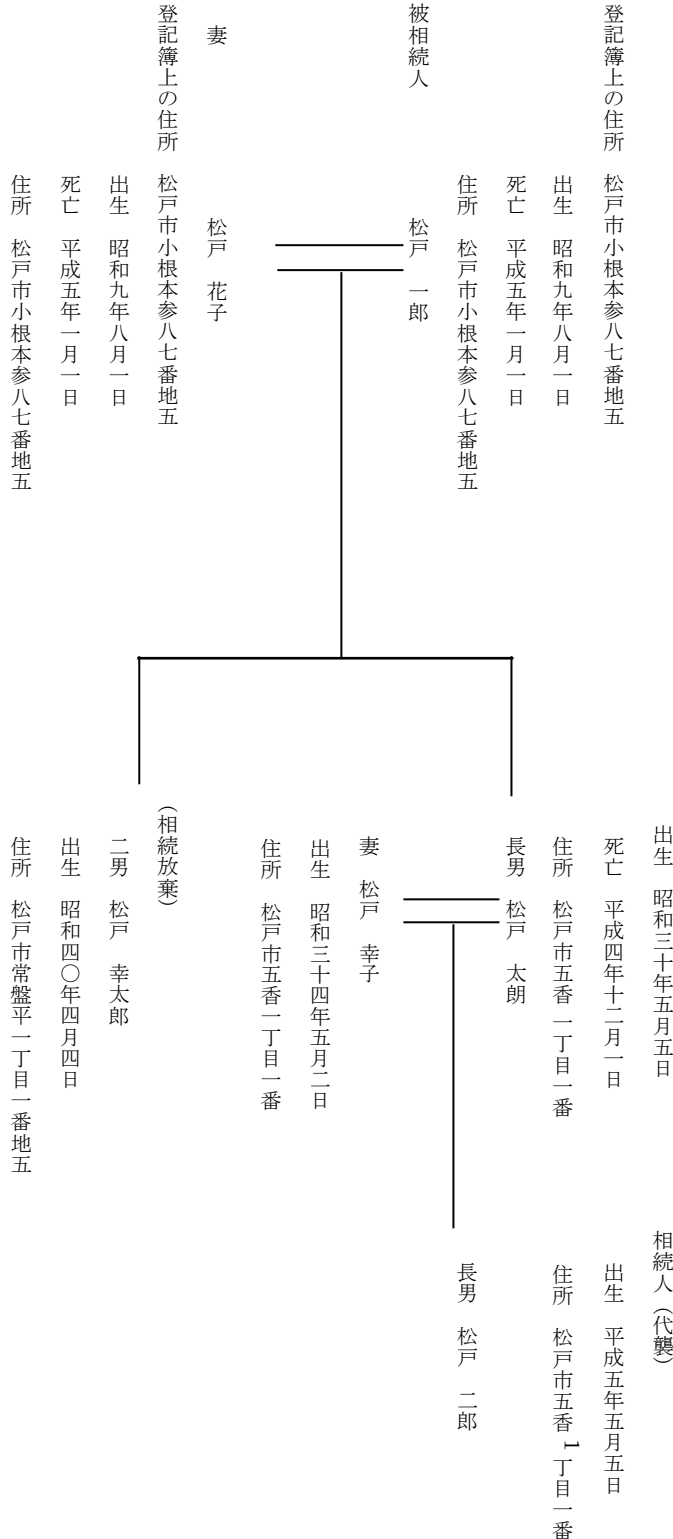 登記簿上の住所　松戸市小根本参八七番地五
出生　昭和九年八月一日
死亡　平成五年一月一日
住所　松戸市小根本参八七番地五
被相続人　松戸　一郎
妻　松戸　花子
登記簿上の住所　松戸市小根本参八七番地五
出生　昭和九年八月一日
死亡　平成五年一月一日
住所　松戸市小根本参八七番地五
出生　昭和三十年五月五日
死亡　平成四年十二月一日
住所　松戸市五香一丁目一番
長男　松戸　太朗
妻　松戸　幸子
出生　昭和三十四年五月二日
住所　松戸市五香一丁目一番
（相続放棄）
二男　松戸　幸太郎
出生　昭和四〇年四月四日
住所　松戸市常盤平一丁目一番地五
相続人（代襲）
出生　平成五年五月五日
住所　松戸市五香1丁目一番
長男　松戸　二郎